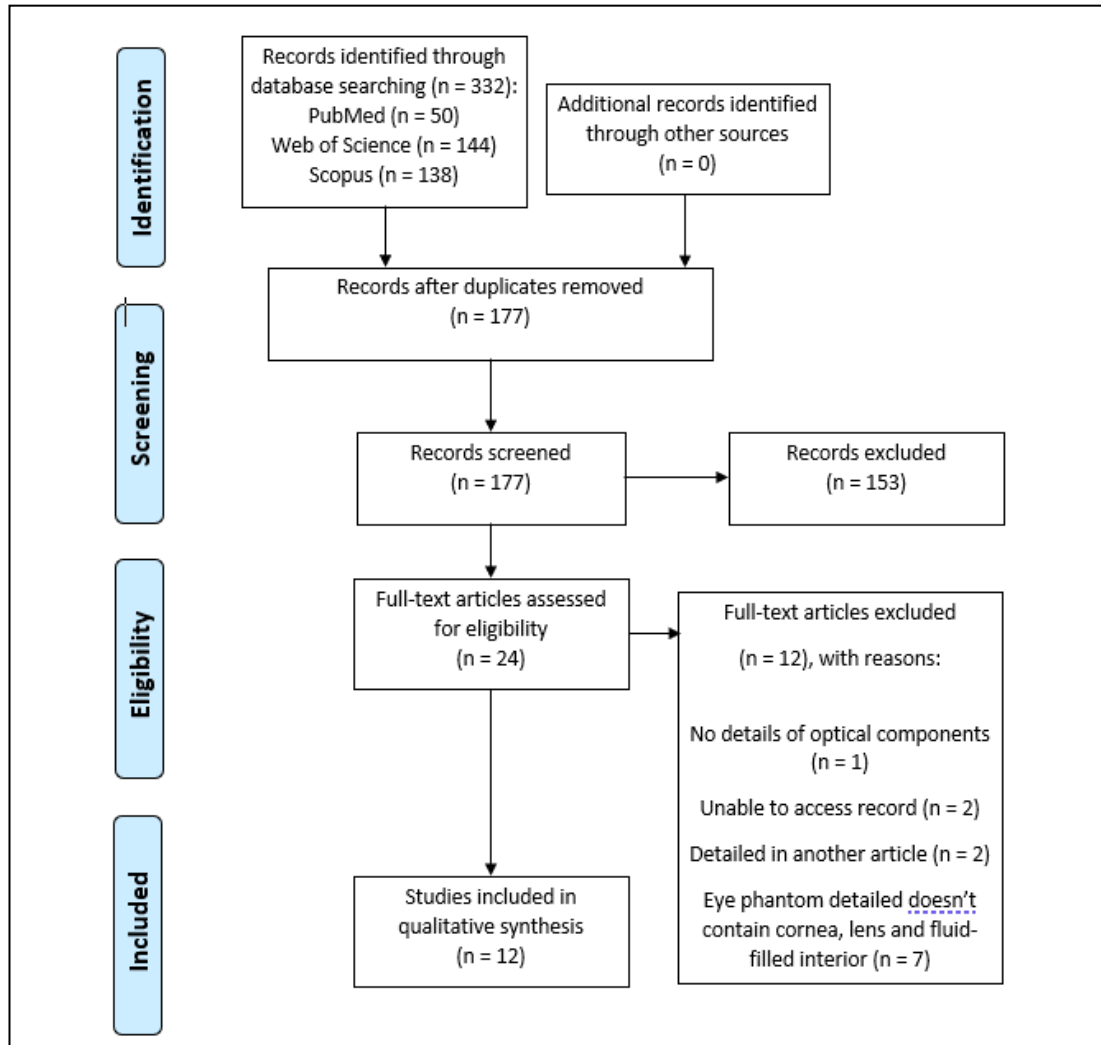 Identification
Records identified through
database searching (n = 332):
PubMed (n = 50)
Web of Science (n = 144)
Scopus (n = 138)
Additional records identified
through other sources
(n = 0)
Records after duplicates removed
(n = 177)
Screening
Records screened
(n = 177)
Records excluded
(n = 153)
Eligibility
Full-text articles assessed
for eligibility
(n = 24)
Full-text articles excluded
(n = 12), with reasons:
No details of optical components
(n = 1)
Unable to access record (n = 2)
Detailed in another article (n = 2)
Eye phantom detailed doesn't
contain cornea, lens and fluid-
filled interior (n = 7)
Included
Studies included in
qualitative synthesis
(n = 12)